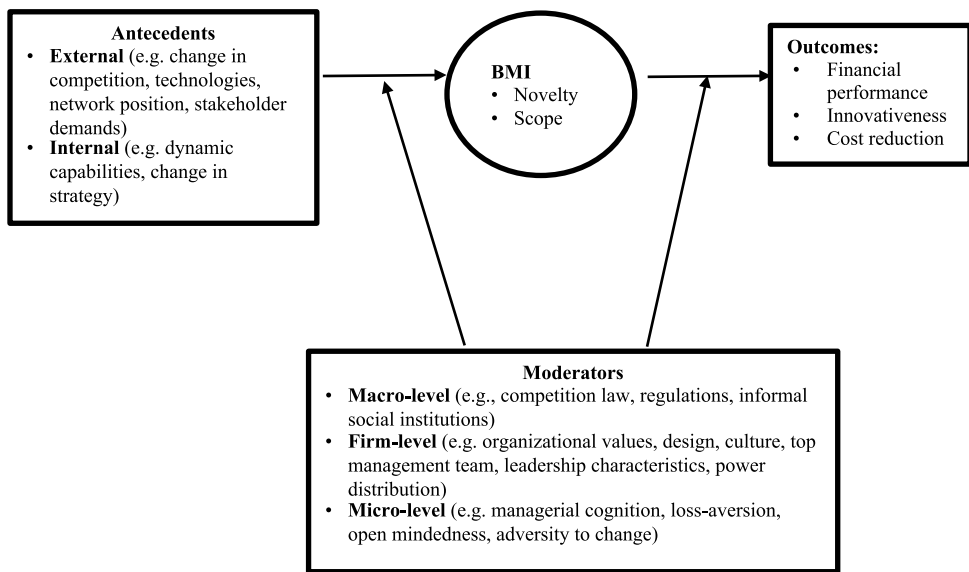 Antecedents
• External (e.g. change in
competition, technologies,
network position, stakeholder
demands)
• Internal (e.g. dynamic
capabilities, change in
strategy)
BMI
• Novelty
• Scope
Outcomes:
• Financial
performance
• Innovativeness
• Cost reduction
Moderators
• Macro-level (e.g., competition law, regulations, informal
social institutions)
• Firm-level (e.g. organizational values, design, culture, top
management team, leadership characteristics, power
distribution)
• Micro-level (e.g. managerial cognition, loss-aversion,
open mindedness, adversity to change)